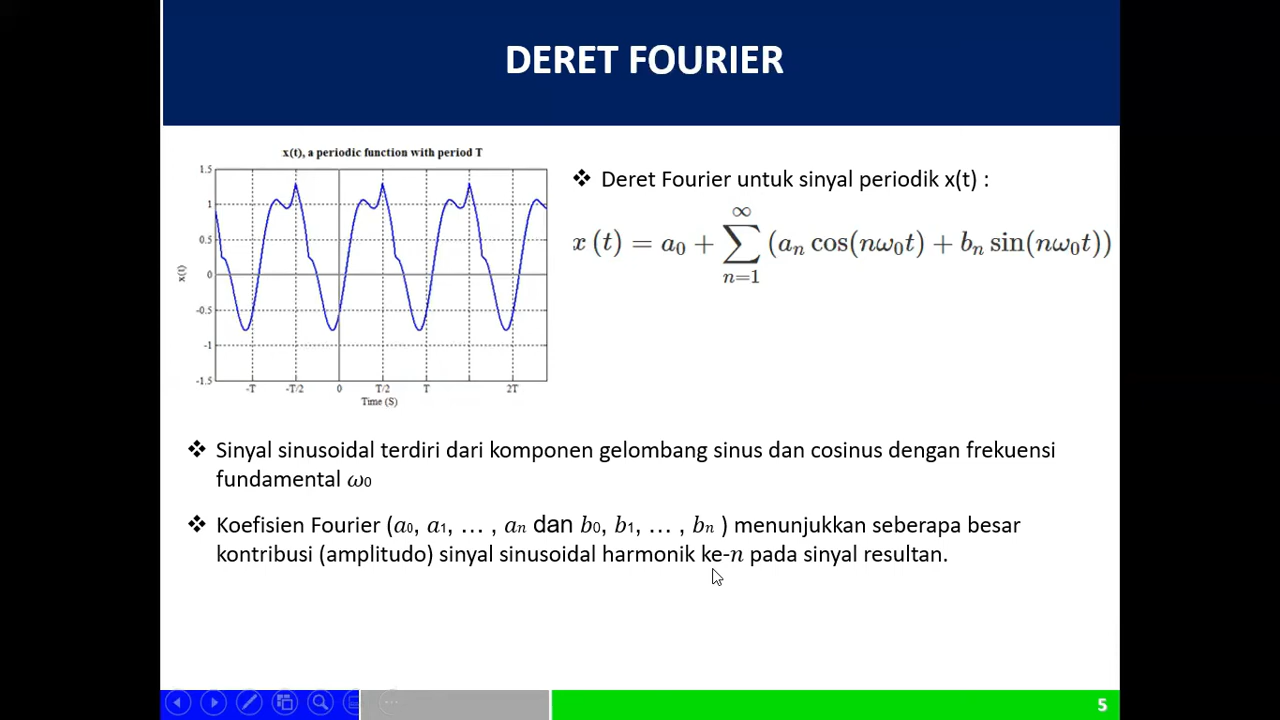 DERET FOURIER
x(t), a periodic function with period T
1.5
1
0.5
0
-0.5
-1
-1.5
x(t)
-T
-T/2
0
T/2
T
2T
Time (S)
❖ Deret Fourier untuk sinyal periodik x(t) :
x (t) = a₀ + ∑_{n=1}^{∞} (aₙ cos(nω₀t) + bₙ sin(nω₀t))
❖ Sinyal sinusoidal terdiri dari komponen gelombang sinus dan cosinus dengan frekuensi
fundamental ω₀
❖ Koefisien Fourier (a₀, a₁, … , aₙ dan b₀, b₁, … , bₙ ) menunjukkan seberapa besar
kontribusi (amplitudo) sinyal sinusoidal harmonik ke-n pada sinyal resultan.
5